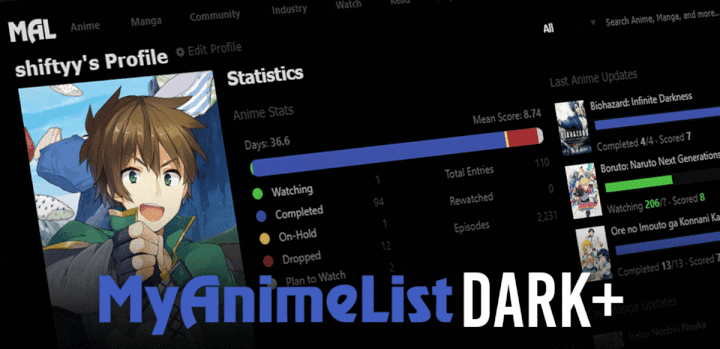 MAL
Anime
Manga
Community
Industry
Watch
Read
All
Search Anime, Manga, and more...
shiftyy's Profile
Edit Profile
Statistics
Anime Stats
Days: 36.6
Mean Score: 8.74
Watching 1
Completed 94
On-Hold 1
Dropped 12
Plan to Watch 2
Total Entries 110
Rewatched 0
Episodes 2,231
Last Anime Updates
Biohazard: Infinite Darkness
Completed 4/4 · Scored 7
Boruto: Naruto Next Generations
Watching 206/? · Scored 8
Ore no Imouto ga Konnani Ka
Completed 13/13 · Scored 7
Updates
MyAnimeList DARK+